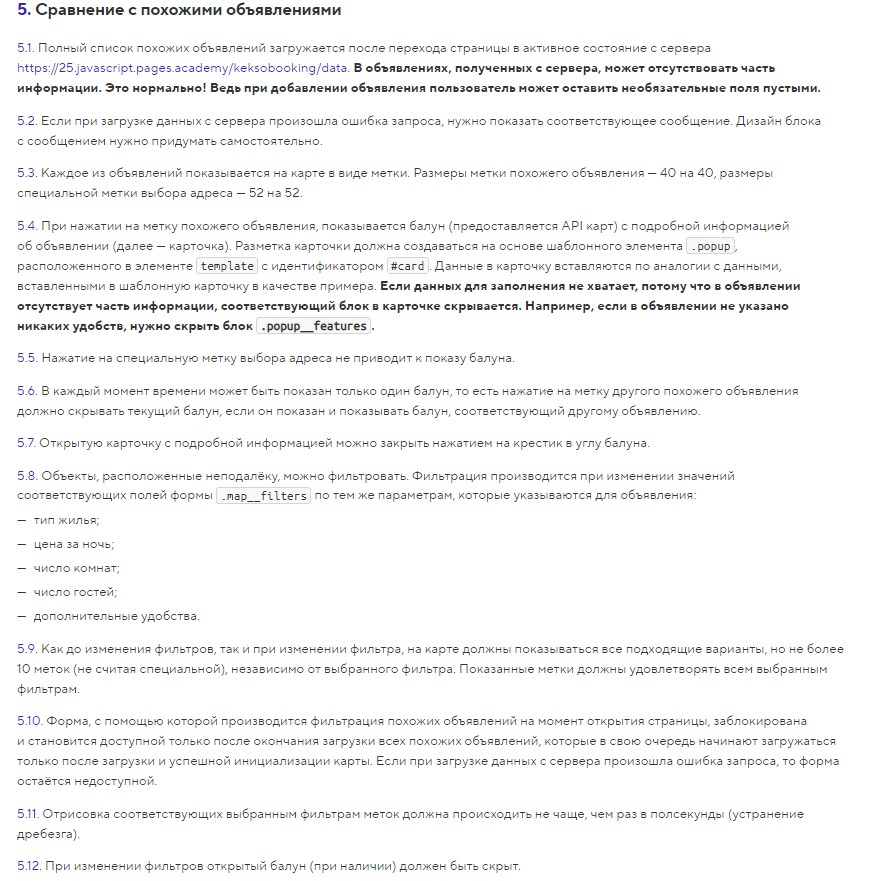 5. Сравнение с похожими объявлениями
5.1. Полный список похожих объявлений загружается после перехода страницы в активное состояние с сервера
https://25.javascript.pages.academy/keksobooking/data. В объявлениях, полученных с сервера, может отсутствовать часть
информации. Это нормально! Ведь при добавлении объявления пользователь может оставить необязательные поля пустыми.
5.2. Если при загрузке данных с сервера произошла ошибка запроса, нужно показать соответствующее сообщение. Дизайн блока
с сообщением нужно придумать самостоятельно.
5.3. Каждое из объявлений показывается на карте в виде метки. Размеры метки похожего объявления — 40 на 40, размеры
специальной метки выбора адреса — 52 на 52.
5.4. При нажатии на метку похожего объявления, показывается балун (предоставляется API карт) с подробной информацией
об объявлении (далее — карточка). Разметка карточки должна создаваться на основе шаблонного элемента .popup,
расположенного в элементе template с идентификатором #card. Данные в карточку вставляются по аналогии с данными,
вставленными в шаблонную карточку в качестве примера. Если данных для заполнения не хватает, потому что в объявлении
отсутствует часть информации, соответствующий блок в карточке скрывается. Например, если в объявлении не указано
никаких удобств, нужно скрыть блок .popup__features.
5.5. Нажатие на специальную метку выбора адреса не приводит к показу балуна.
5.6. В каждый момент времени может быть показан только один балун, то есть нажатие на метку другого похожего объявления
должно скрывать текущий балун, если он показан и показывать балун, соответствующий другому объявлению.
5.7. Открытую карточку с подробной информацией можно закрыть нажатием на крестик в углу балуна.
5.8. Объекты, расположенные неподалёку, можно фильтровать. Фильтрация производится при изменении значений
соответствующих полей формы .map__filters по тем же параметрам, которые указываются для объявления:
— тип жилья;
— цена за ночь;
— число комнат;
— число гостей;
— дополнительные удобства.
5.9. Как до изменения фильтров, так и при изменении фильтра, на карте должны показываться все подходящие варианты, но не более
10 меток (не считая специальной), независимо от выбранного фильтра. Показанные метки должны удовлетворять всем выбранным
фильтрам.
5.10. Форма, с помощью которой производится фильтрация похожих объявлений на момент открытия страницы, заблокирована
и становится доступной только после окончания загрузки всех похожих объявлений, которые в свою очередь начинают загружаться
только после загрузки и успешной инициализации карты. Если при загрузке данных с сервера произошла ошибка запроса, то форма
остаётся недоступной.
5.11. Отрисовка соответствующих выбранным фильтрам меток должна происходить не чаще, чем раз в полсекунды (устранение
дребезга).
5.12. При изменении фильтров открытый балун (при наличии) должен быть скрыт.